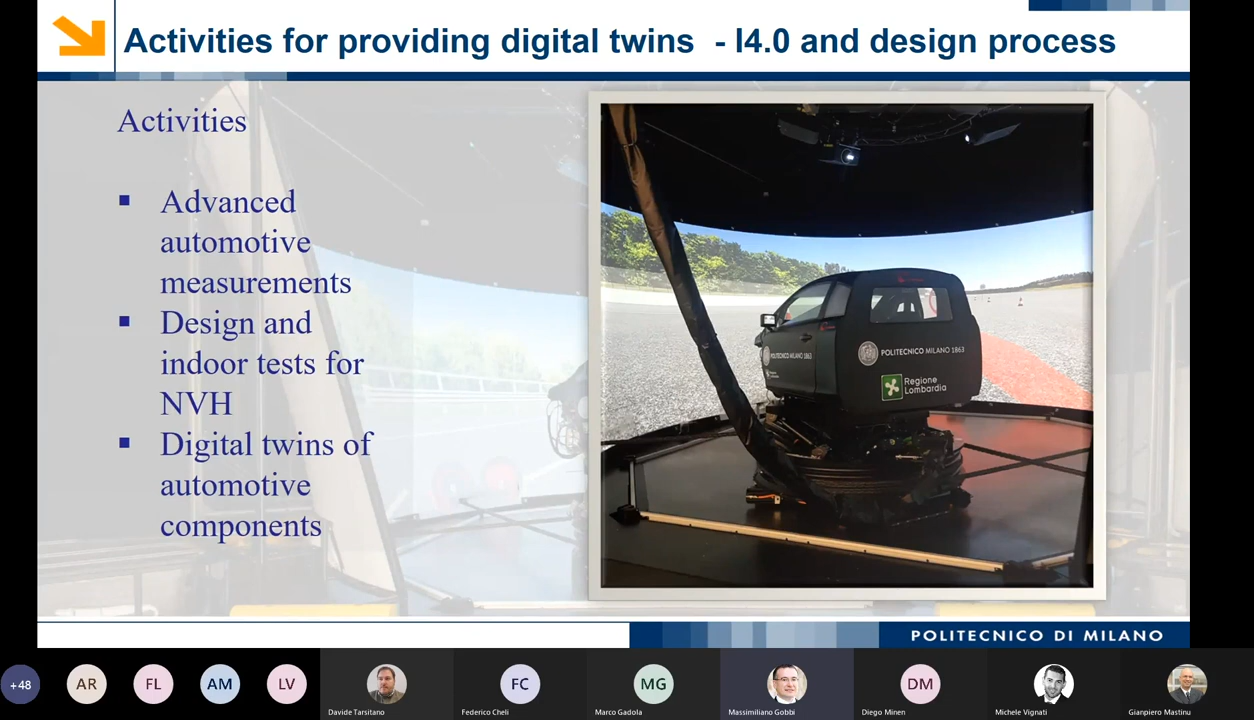 Activities for providing digital twins - I4.0 and design process
Activities
Advanced
automotive
measurements
Design and
indoor tests for
NVH
Digital twins of
automotive
components
POLITECNICO MILANO 1863
POLITECNICO MILANO 1863
Regione
Lombardia
POLITECNICO DI MILANO
+48
AR
FL
AM
LV
FC
MG
DM
Davide Tarsitano
Federico Cheli
Marco Gadola
Massimiliano Gobbi
Diego Minen
Michele Vignati
Gianpiero Mastinu